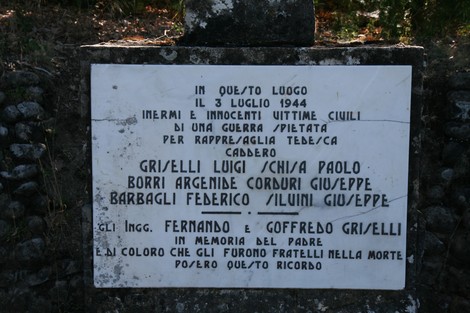 IN QUESTO LUOGO
IL 3 LUGLIO 1944
INERMI E INNOCENTI VITTIME CIVILI
DI UNA GUERRA SPIETATA
PER RAPPRESAGLIA TEDESCA
CADDERO
GRISELLI LUIGI SCHISA PAOLO
BORRI ARGENIDE CORDURI GIUSEPPE
BARBAGLI FEDERICO SILUINI GIUSEPPE
GLI INGG. FERNANDO E GOFFREDO GRISELLI
IN MEMORIA DEL PADRE
E DI COLORO CHE GLI FURONO FRATELLI NELLA MORTE
POSERO QUESTO RICORDO